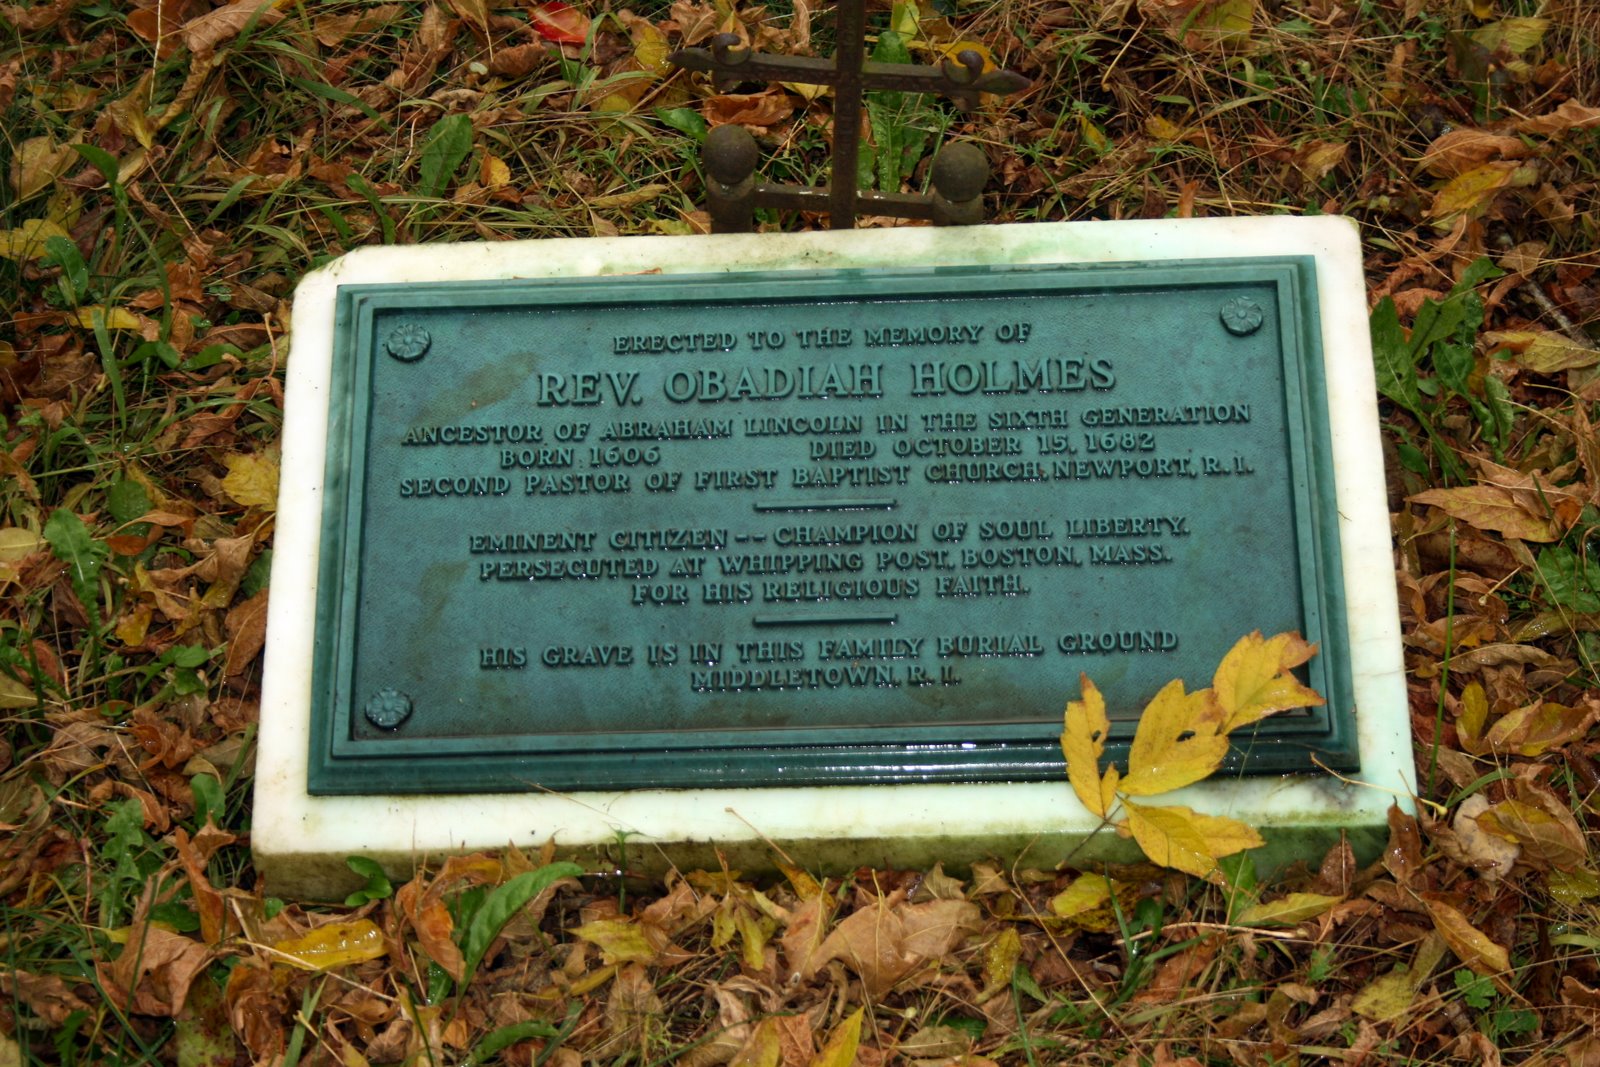 ERECTED TO THE MEMORY OF
REV. OBADIAH HOLMES
ANCESTOR OF ABRAHAM LINCOLN IN THE SIXTH GENERATION
BORN 1606 DIED OCTOBER 15, 1682
SECOND PASTOR OF FIRST BAPTIST CHURCH, NEWPORT, R. I.
EMINENT CITIZEN -- CHAMPION OF SOUL LIBERTY.
PERSECUTED AT WHIPPING POST, BOSTON, MASS.
FOR HIS RELIGIOUS FAITH.
HIS GRAVE IS IN THIS FAMILY BURIAL GROUND
MIDDLETOWN, R. I.